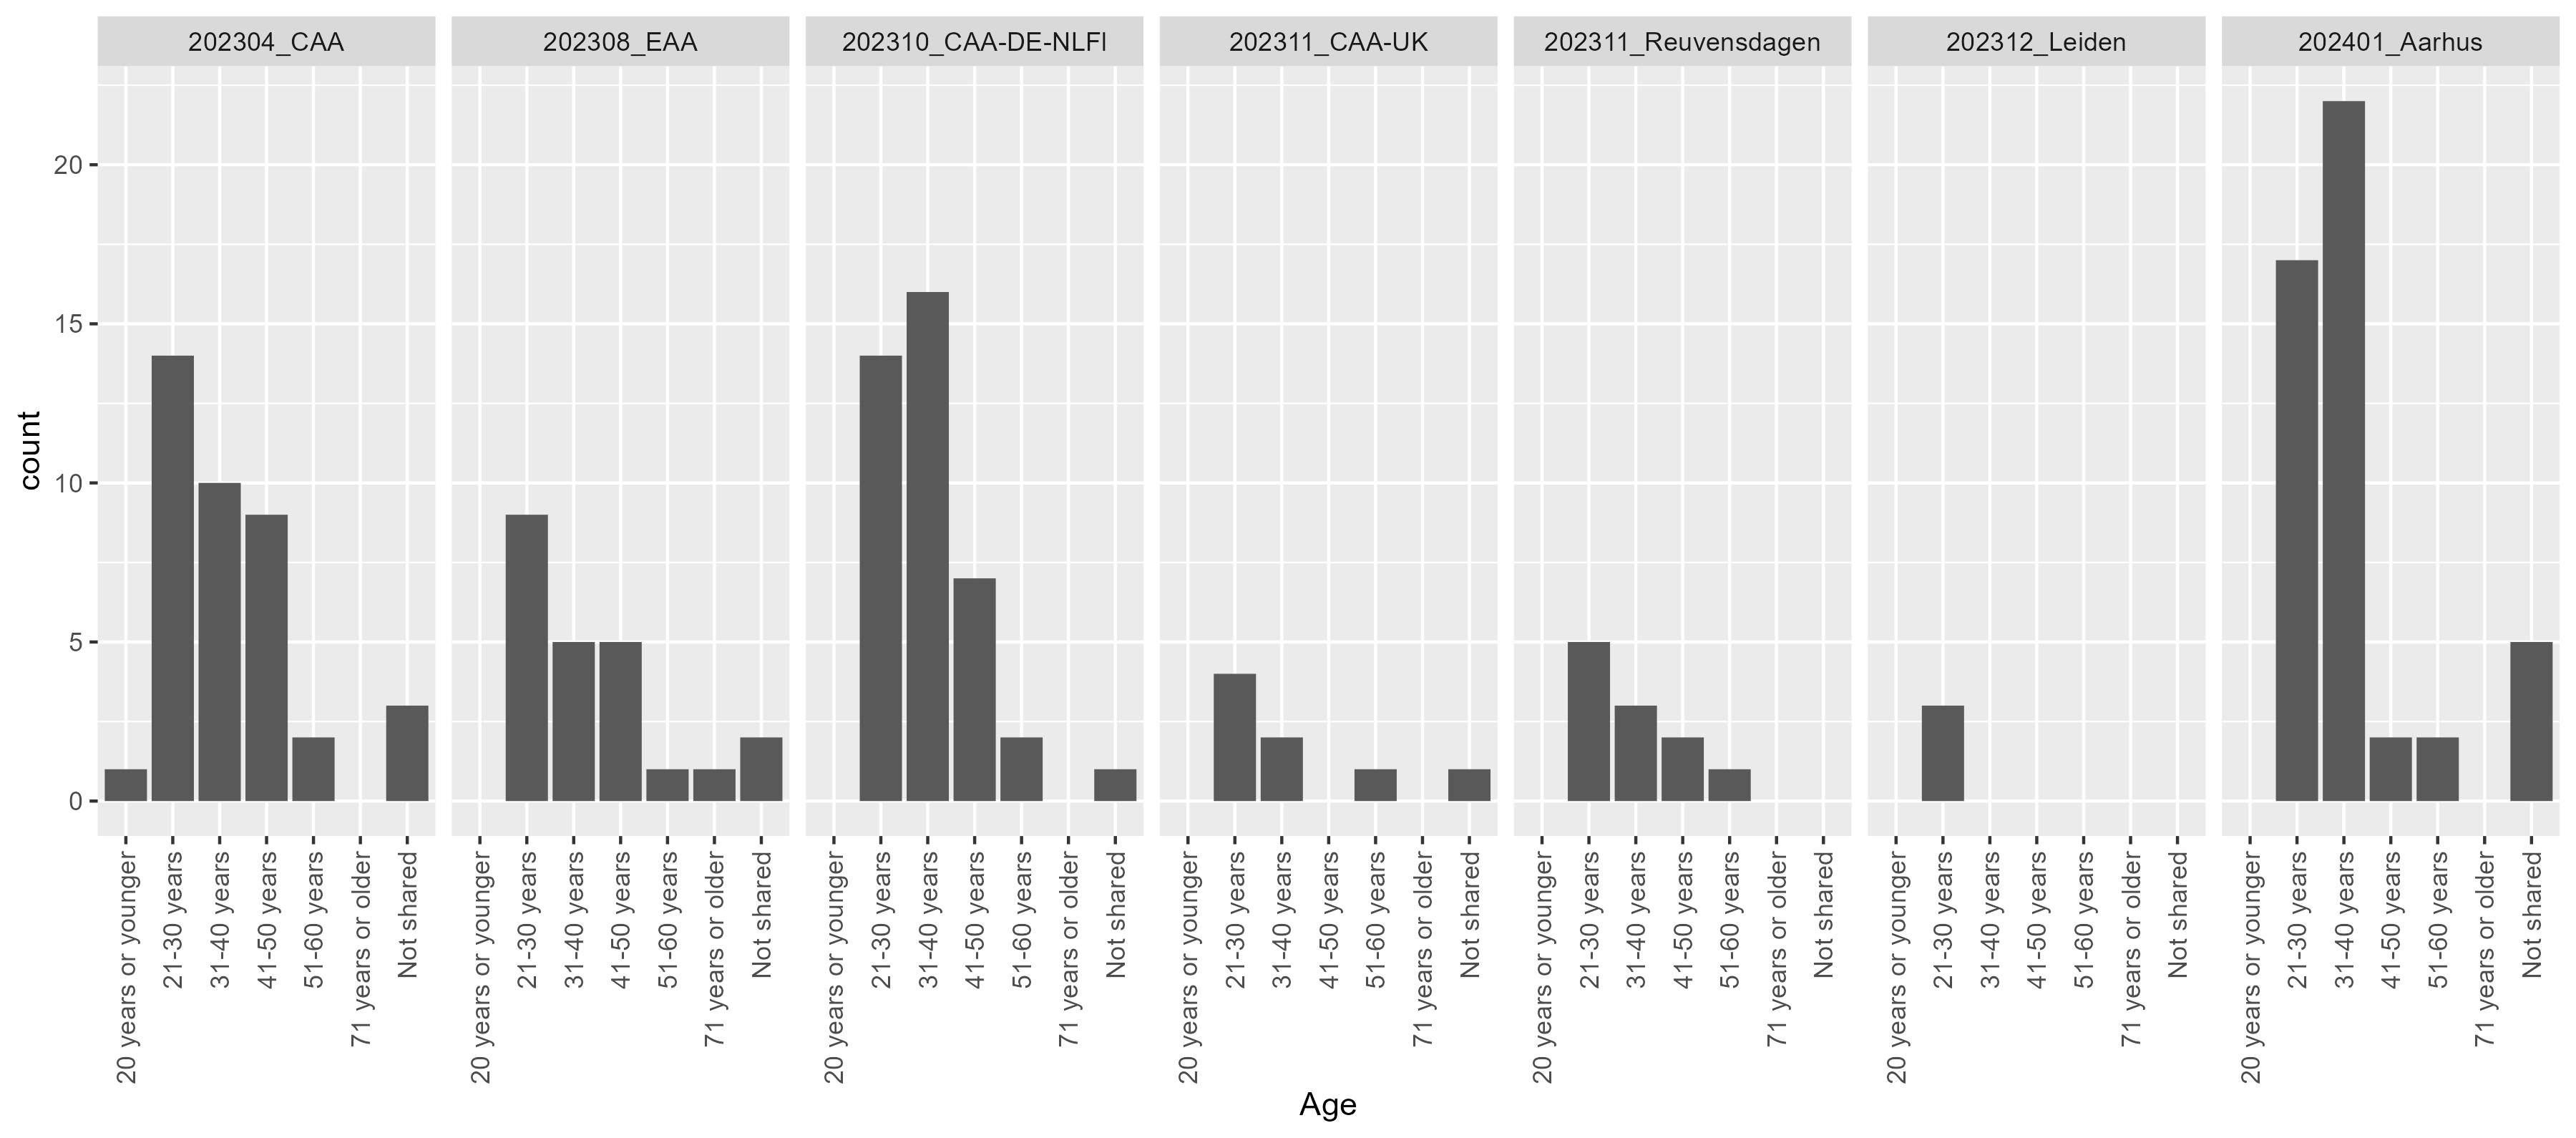 202304_CAA
202308_EAA
202310_CAA-DE-NLFI
202311_CAA-UK
202311_Reuvensdagen
202312_Leiden
202401_Aarhus
count
20
15
10
5
0
20 years or younger
21-30 years
31-40 years
41-50 years
51-60 years
71 years or older
Not shared
20 years or younger
21-30 years
31-40 years
41-50 years
51-60 years
71 years or older
Not shared
20 years or younger
21-30 years
31-40 years
41-50 years
51-60 years
71 years or older
Not shared
20 years or younger
21-30 years
31-40 years
41-50 years
51-60 years
71 years or older
Not shared
20 years or younger
21-30 years
31-40 years
41-50 years
51-60 years
71 years or older
Not shared
20 years or younger
21-30 years
31-40 years
41-50 years
51-60 years
71 years or older
Not shared
20 years or younger
21-30 years
31-40 years
41-50 years
51-60 years
71 years or older
Not shared
Age